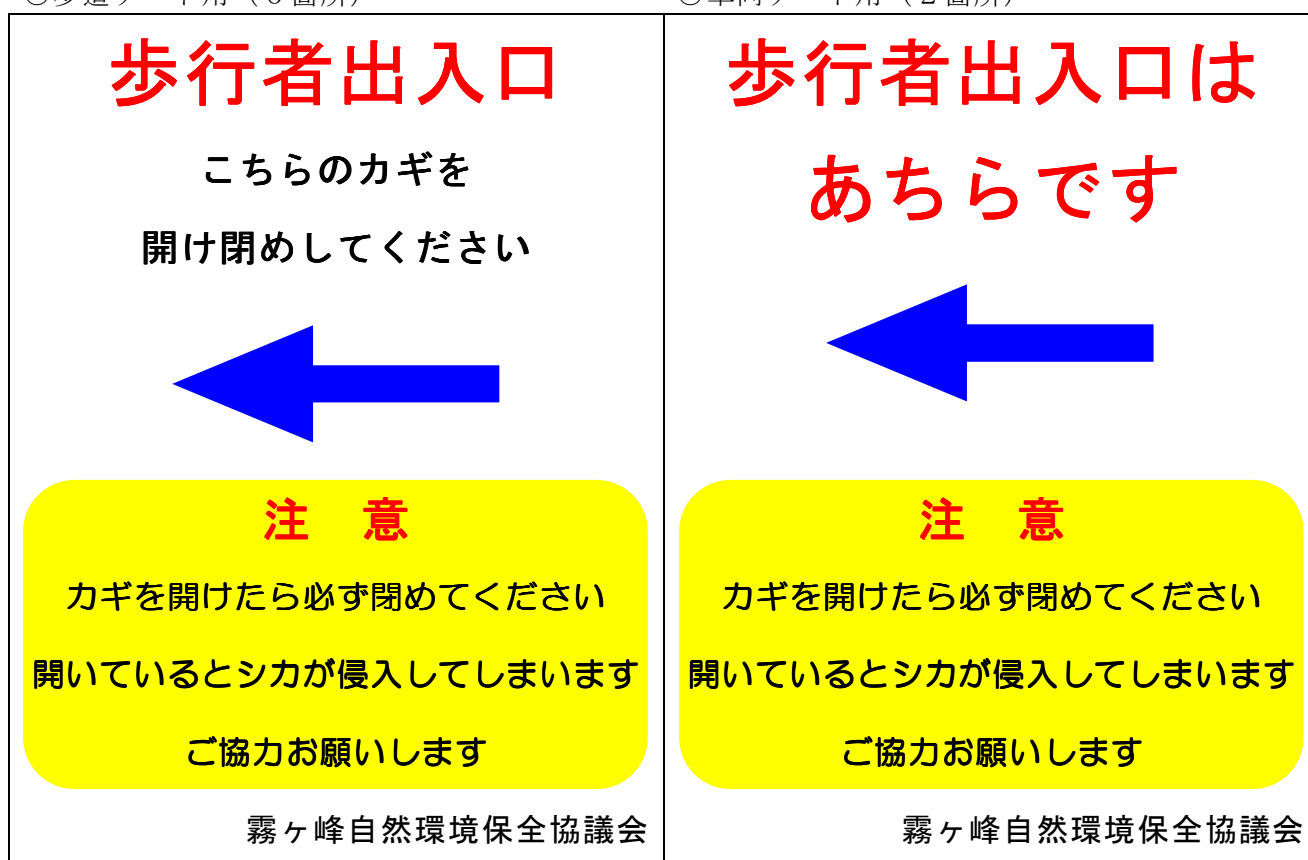 歩行者出入口
こちらのカギを
開け閉めしてください
注　意
カギを開けたら必ず閉めてください
開いているとシカが侵入してしまいます
ご協力お願いします
霧ヶ峰自然環境保全協議会
歩行者出入口は
あちらです
注　意
カギを開けたら必ず閉めてください
開いているとシカが侵入してしまいます
ご協力お願いします
霧ヶ峰自然環境保全協議会